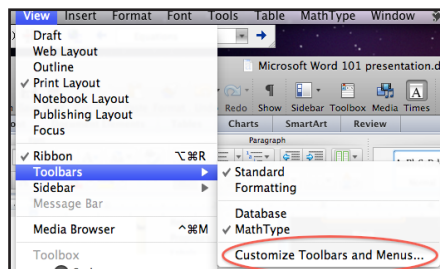 View Insert Format Font Tools Table MathType Window
Draft
Web Layout
Outline
Print Layout
Notebook Layout
Publishing Layout
Focus
Ribbon ⌥⌘R
Toolbars
Sidebar
Message Bar
Media Browser ^⌘M
Toolbox
Microsoft Word 101 presentation.d
Redo Show Sidebar Toolbox Media Times
Charts SmartArt Review
Paragraph
Standard
Formatting
Database
MathType
Customize Toolbars and Menus...